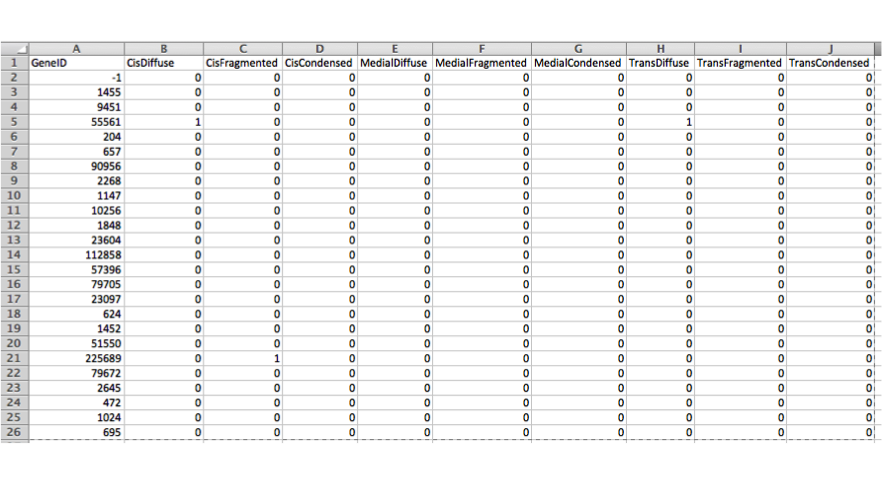 A B C D E F G H I J
1 GeneID CisDiffuse CisFragmented CisCondensed MedialDiffuse MedialFragmented MedialCondensed TransDiffuse TransFragmented TransCondensed
2 -1 0 0 0 0 0 0 0 0 0
3 1455 0 0 0 0 0 0 0 0 0
4 9451 0 0 0 0 0 0 0 0 0
5 55561 1 0 0 0 0 0 1 0 0
6 204 0 0 0 0 0 0 0 0 0
7 657 0 0 0 0 0 0 0 0 0
8 90956 0 0 0 0 0 0 0 0 0
9 2268 0 0 0 0 0 0 0 0 0
10 1147 0 0 0 0 0 0 0 0 0
11 10256 0 0 0 0 0 0 0 0 0
12 1848 0 0 0 0 0 0 0 0 0
13 23604 0 0 0 0 0 0 0 0 0
14 112858 0 0 0 0 0 0 0 0 0
15 57396 0 0 0 0 0 0 0 0 0
16 79705 0 0 0 0 0 0 0 0 0
17 23097 0 0 0 0 0 0 0 0 0
18 624 0 0 0 0 0 0 0 0 0
19 1452 0 0 0 0 0 0 0 0 0
20 51550 0 0 0 0 0 0 0 0 0
21 225689 0 1 0 0 0 0 0 0 0
22 79672 0 0 0 0 0 0 0 0 0
23 2645 0 0 0 0 0 0 0 0 0
24 472 0 0 0 0 0 0 0 0 0
25 1024 0 0 0 0 0 0 0 0 0
26 695 0 0 0 0 0 0 0 0 0